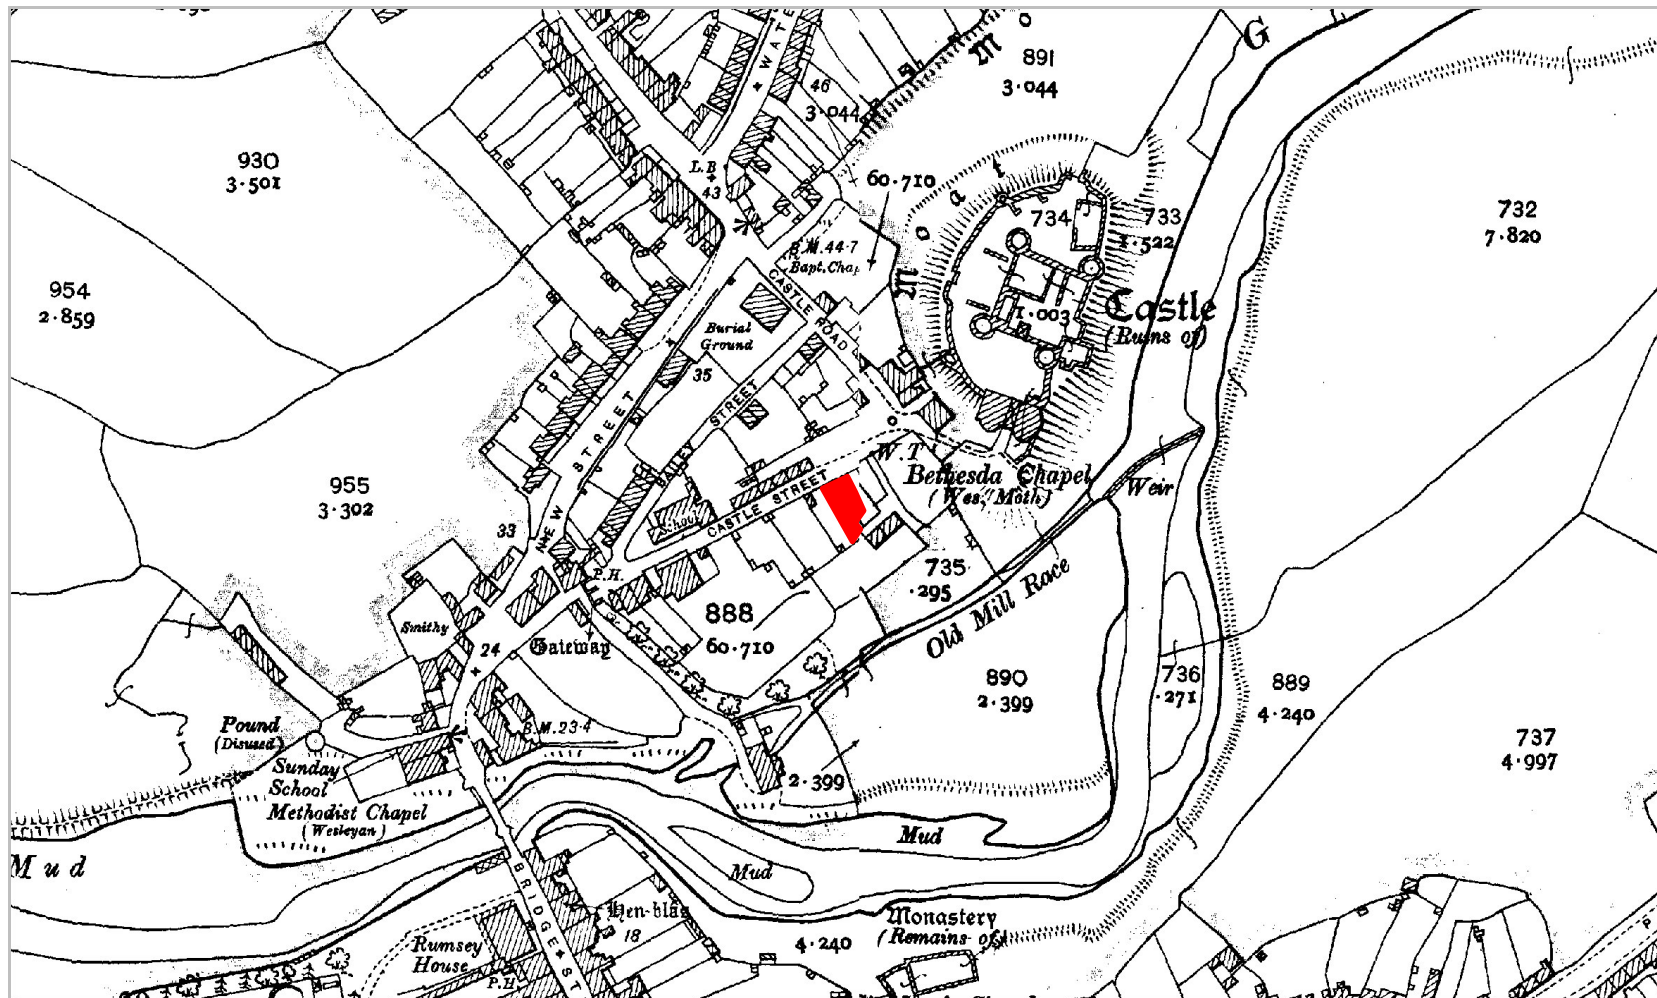 WATE
G L
891
3·044
46
3·044
M
o
a
t
930
3·501
L.B
43
60·710
734
733
1·522
732
7·820
B.M.44·7
Bapt. Chap.
CASTLE ROAD
o
M
954
2·859
1·003
Castle
(Ruins of)
Burial
Ground
35
NEW STREET
BAILEY STREET
W.T
CASTLE STREET
Bethesda Chapel
(Wes. Meth)
Weir
955
3·302
School
33
P.H.
735
·295
Old Mill Race
888
60·710
Smithy
24
Gateway
890
2·399
736
·271
889
4·240
737
4·997
Pound
(Disused)
B.M.23·4
Sunday
School
2·399
Methodist Chapel
(Wesleyan)
Mud
Mud
Mud
BRIDGE ST
Hen-blas
18
Monastery
(Remains of)
4·240
Rumsey
House
P.H.
P